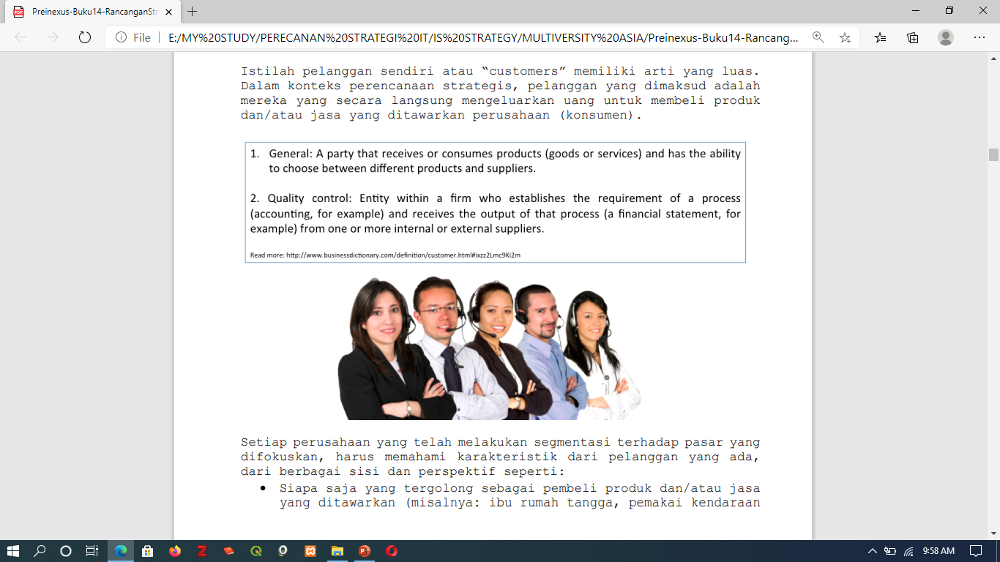 Preinexus-Buku14-RancanganStr
File
E:/MY%20STUDY/PERECANAN%20STRATEGI%20IT/IS%20STRATEGY/MULTIVERSITY%20ASIA/Preinexus-Buku14-Rancang...
Istilah pelanggan sendiri atau “customers” memiliki arti yang luas.
Dalam konteks perencanaan strategis, pelanggan yang dimaksud adalah
mereka yang secara langsung mengeluarkan uang untuk membeli produk
dan/atau jasa yang ditawarkan perusahaan (konsumen).
1. General: A party that receives or consumes products (goods or services) and has the ability
to choose between different products and suppliers.
2. Quality control: Entity within a firm who establishes the requirement of a process
(accounting, for example) and receives the output of that process (a financial statement, for
example) from one or more internal or external suppliers.
Read more: http://www.businessdictionary.com/definition/customer.html#ixzz2Lmc9Ki2m
Setiap perusahaan yang telah melakukan segmentasi terhadap pasar yang
difokuskan, harus memahami karakteristik dari pelanggan yang ada,
dari berbagai sisi dan perspektif seperti:
• Siapa saja yang tergolong sebagai pembeli produk dan/atau jasa
yang ditawarkan (misalnya: ibu rumah tangga, pemakai kendaraan
9:58 AM